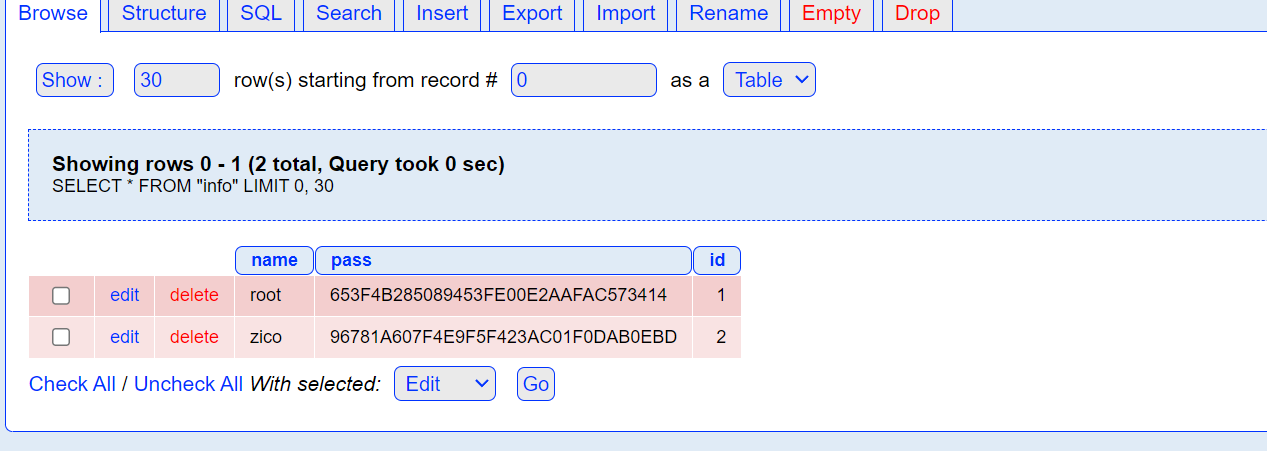 Browse Structure SQL Search Insert Export Import Rename Empty Drop
Show : 30 row(s) starting from record # 0 as a Table
Showing rows 0 - 1 (2 total, Query took 0 sec)
SELECT * FROM "info" LIMIT 0, 30
name pass id
edit delete root 653F4B285089453FE00E2AAFAC573414 1
edit delete zico 96781A607F4E9F5F423AC01F0DAB0EBD 2
Check All / Uncheck All With selected: Edit Go